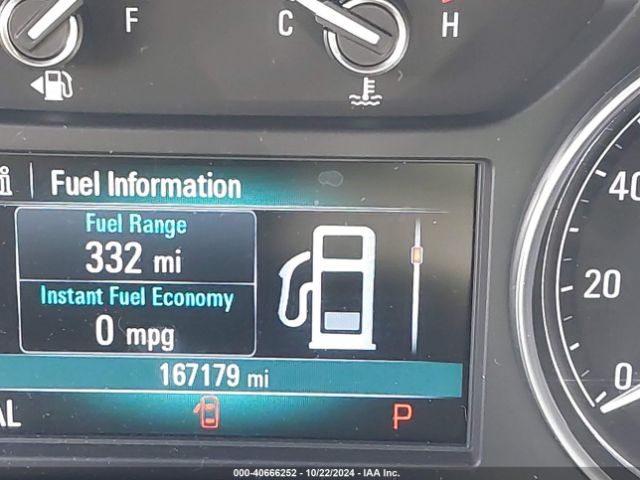 F
C
H
Fuel Information
40
Fuel Range
332 mi
Instant Fuel Economy
0 mpg
20
167179 mi
0
AL
P
000-40666252 - 10/22/2024 - IAA Inc.